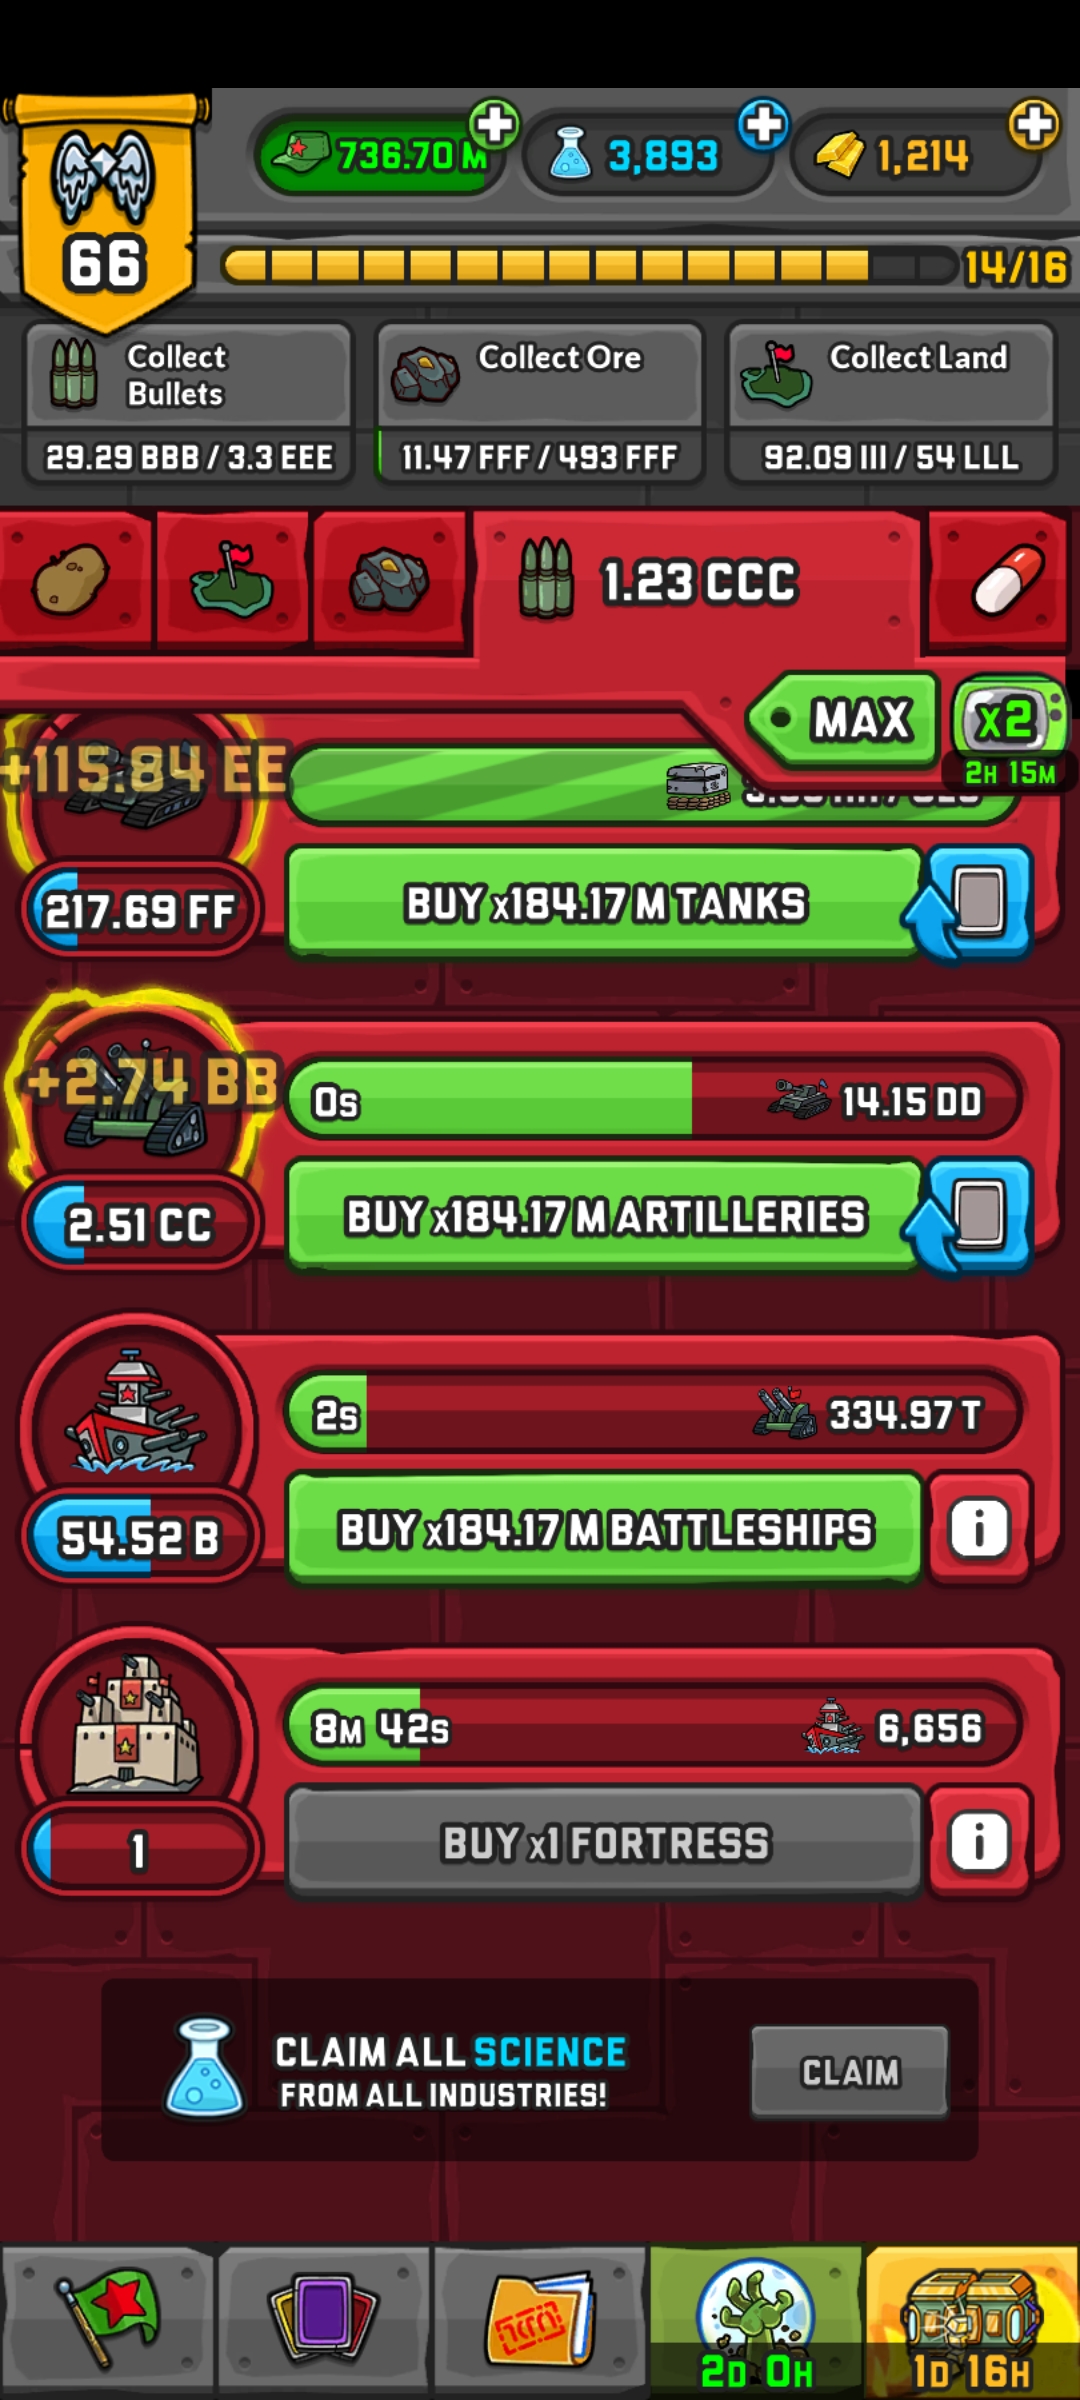 736.70 M
3,893
1,214
66
14/16
Collect
Bullets
Collect Ore
Collect Land
29.29 BBB / 3.3 EEE
11.47 FFF / 493 FFF
92.09 III / 54 LLL
1.23 CCC
MAX
x2
2H 15M
+115.84 EE
217.69 FF
BUY x184.17 M TANKS
+2.74 BB
0s
14.15 DD
2.51 CC
BUY x184.17 M ARTILLERIES
2s
334.97 T
54.52 B
BUY x184.17 M BATTLESHIPS
i
8M 42s
6,656
1
BUY x1 FORTRESS
i
CLAIM ALL SCIENCE
FROM ALL INDUSTRIES!
CLAIM
2D 0H
1D 16H